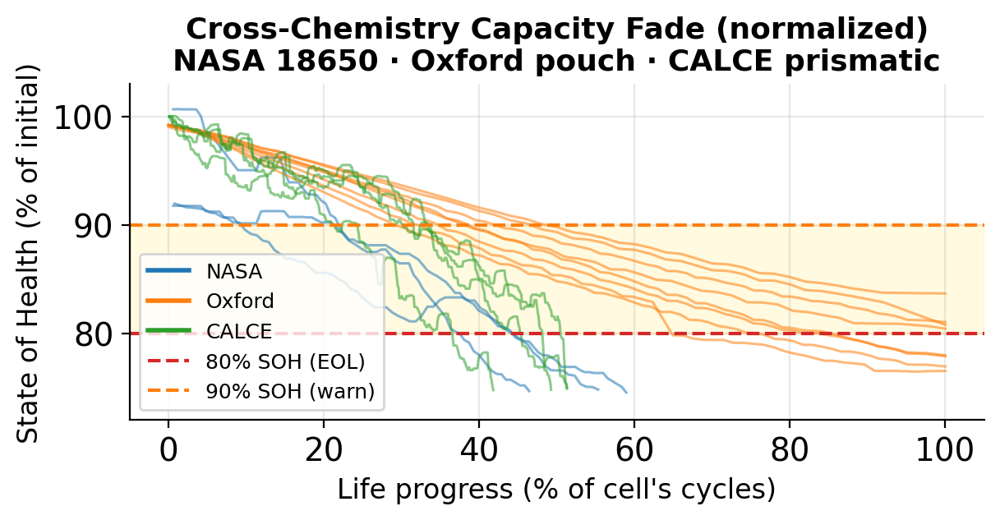 Cross-Chemistry Capacity Fade (normalized)
NASA 18650 · Oxford pouch · CALCE prismatic
State of Health (% of initial)
100
90
80
NASA
Oxford
CALCE
80% SOH (EOL)
90% SOH (warn)
0
20
40
60
80
100
Life progress (% of cell's cycles)